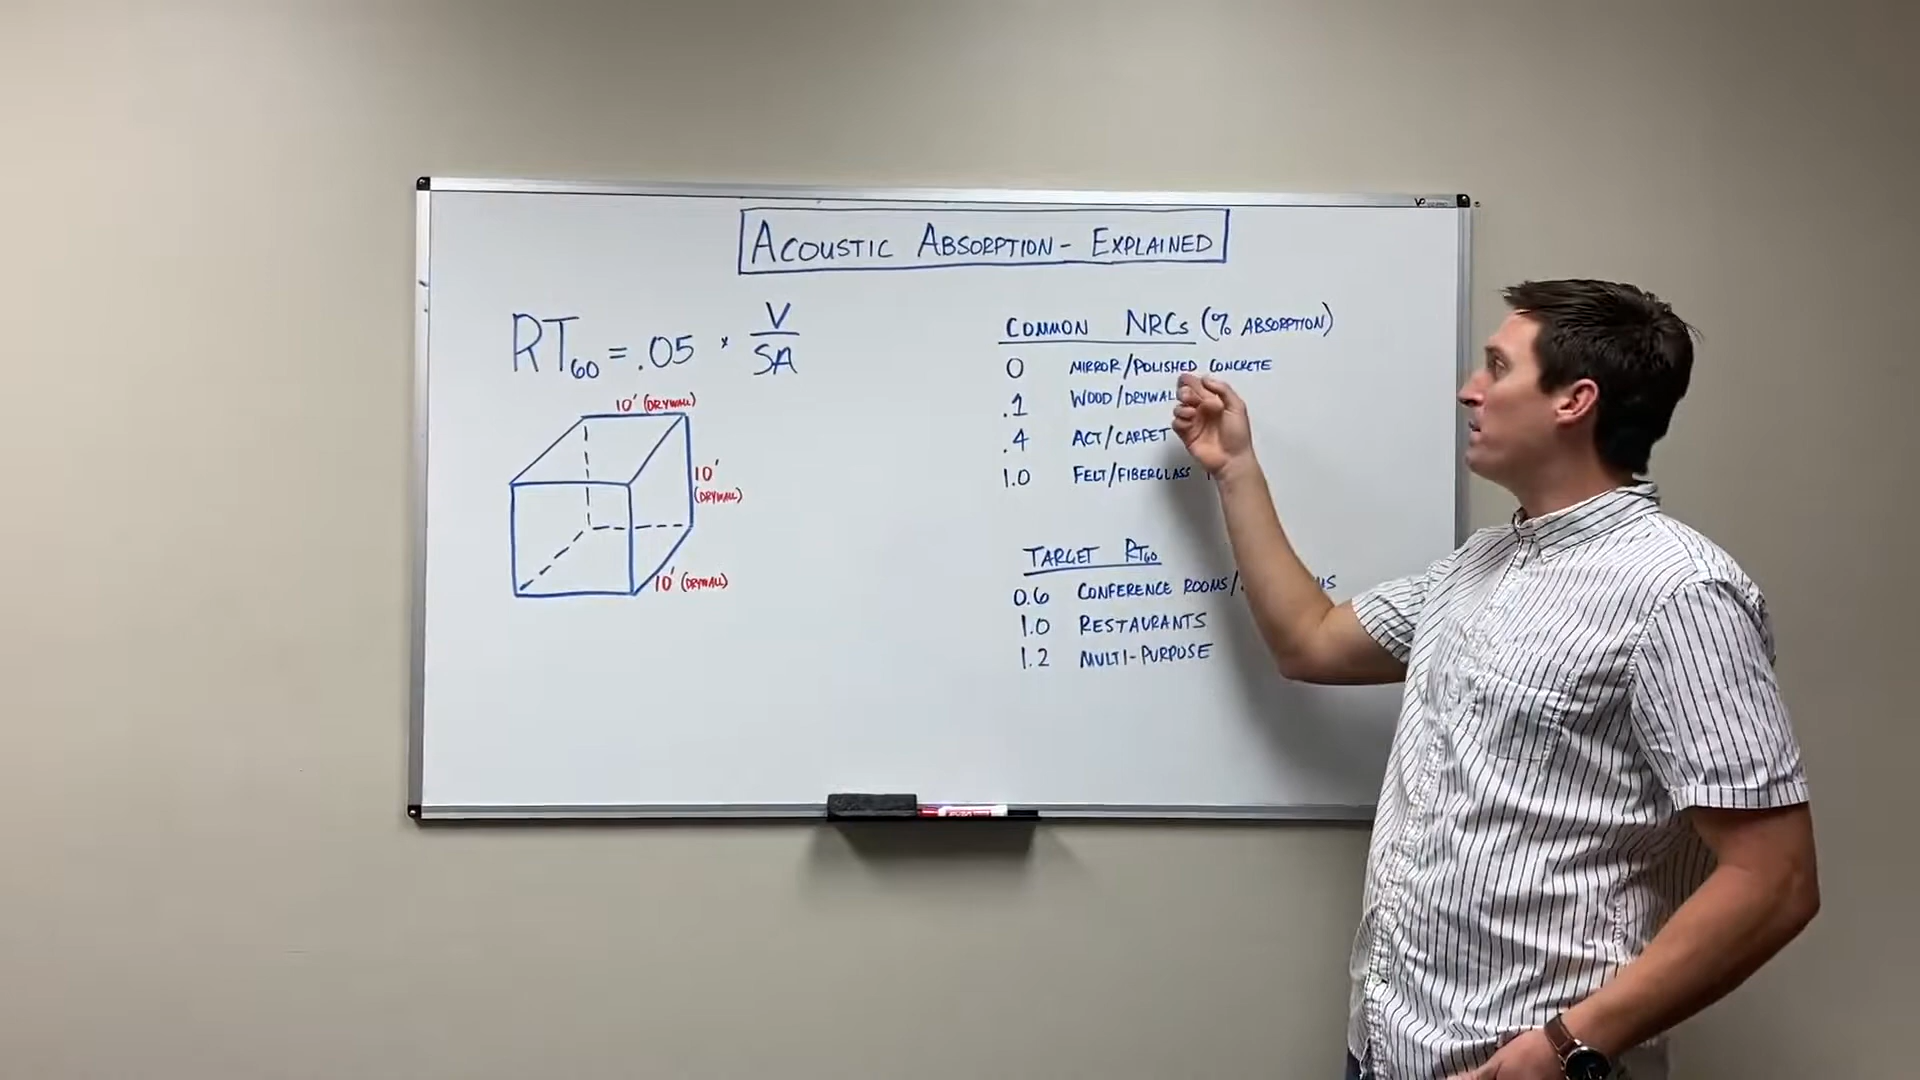 ACOUSTIC ABSORPTION - EXPLAINED
RT60 = .05 * V/SA
10' (DRYWALL)
10'
(DRYWALL)
10' (DRYWALL)
COMMON NRCs (% ABSORPTION)
0 MIRROR/POLISHED CONCRETE
.1 WOOD/DRYWAL
.4 ACT/CARPET
1.0 FELT/FIBERGLASS
TARGET RT60
0.6 CONFERENCE ROOMS/
1.0 RESTAURANTS
1.2 MULTI-PURPOSE